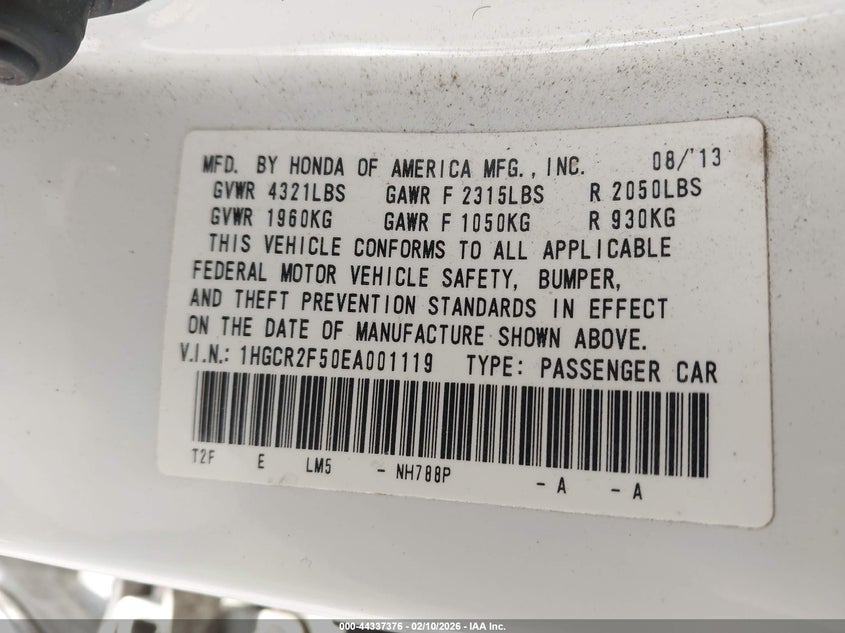 MFD. BY HONDA OF AMERICA MFG., INC. 08/'13
GVWR 4321LBS GAWR F 2315LBS R 2050LBS
GVWR 1960KG GAWR F 1050KG R 930KG
THIS VEHICLE CONFORMS TO ALL APPLICABLE
FEDERAL MOTOR VEHICLE SAFETY, BUMPER,
AND THEFT PREVENTION STANDARDS IN EFFECT
ON THE DATE OF MANUFACTURE SHOWN ABOVE.
V.I.N.: 1HGCR2F50EA001119 TYPE: PASSENGER CAR
T2F E LM5 - NH788P - A - A
000-44337376 - 02/10/2026 - IAA Inc.